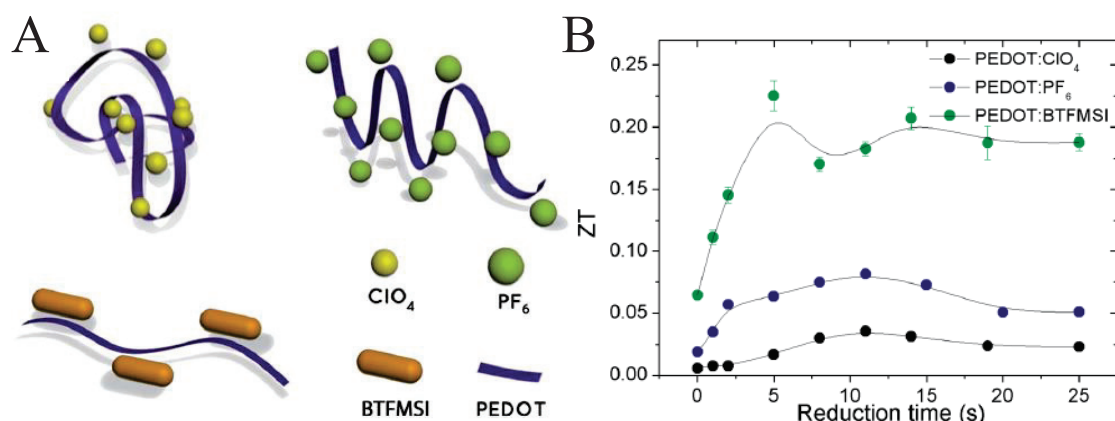 A
ClO4
PF6
BTFMSI
PEDOT
B
ZT
0.25
0.20
0.15
0.10
0.05
0.00
PEDOT:ClO4
PEDOT:PF6
PEDOT:BTFMSI
0 5 10 15 20 25
Reduction time (s)